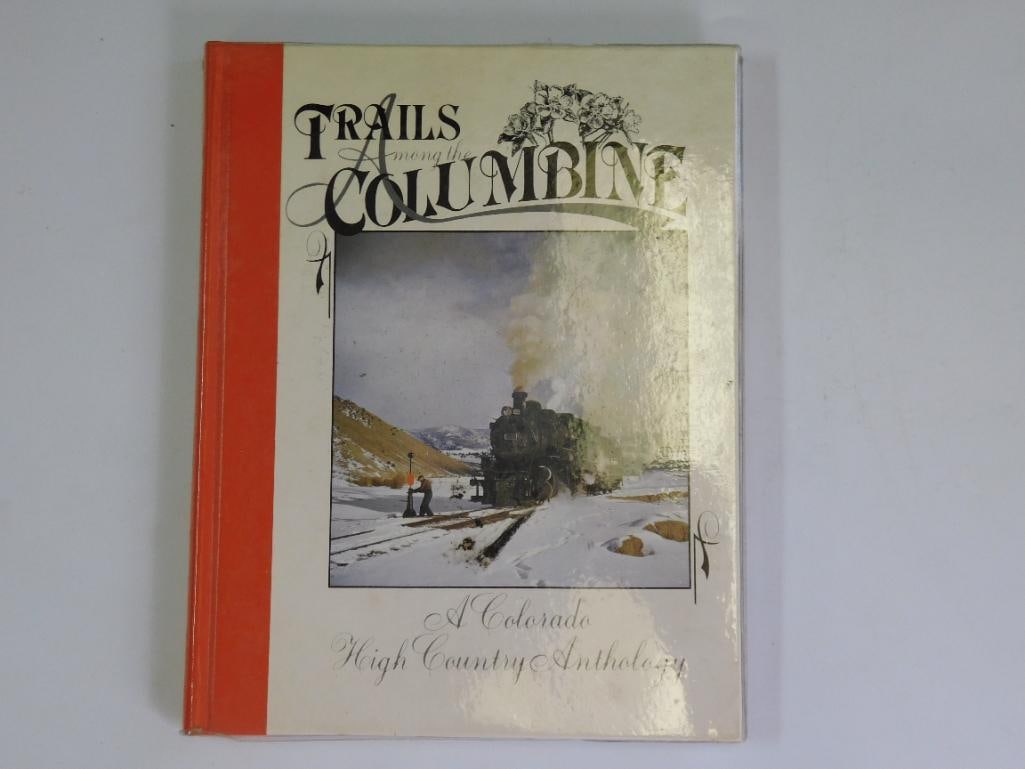 TRAILS
Among the
COLUMBINE
A Colorado
High Country Anthology